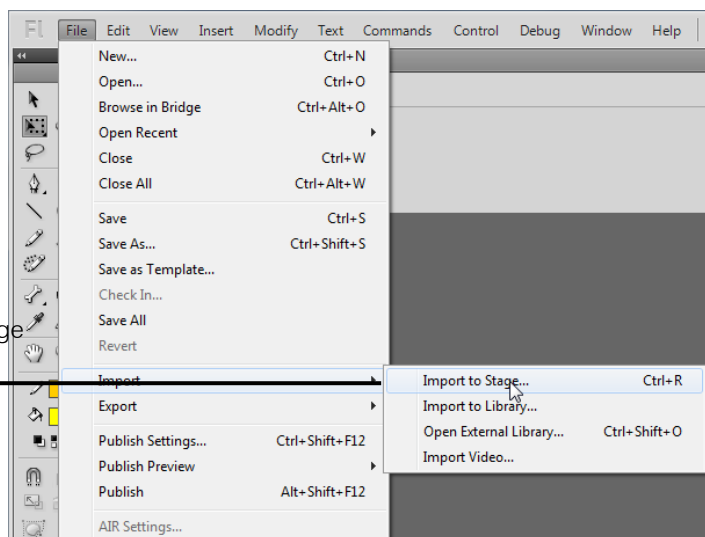 Fl File Edit View Insert Modify Text Commands Control Debug Window Help
New... Ctrl+N
Open... Ctrl+O
Browse in Bridge Ctrl+Alt+O
Open Recent
Close Ctrl+W
Close All Ctrl+Alt+W
Save Ctrl+S
Save As... Ctrl+Shift+S
Save as Template...
Check In...
Save All
ge
Revert
Import
Import to Stage... Ctrl+R
Export
Import to Library...
Open External Library... Ctrl+Shift+O
Publish Settings... Ctrl+Shift+F12
Import Video...
Publish Preview
Publish Alt+Shift+F12
AIR Settings...